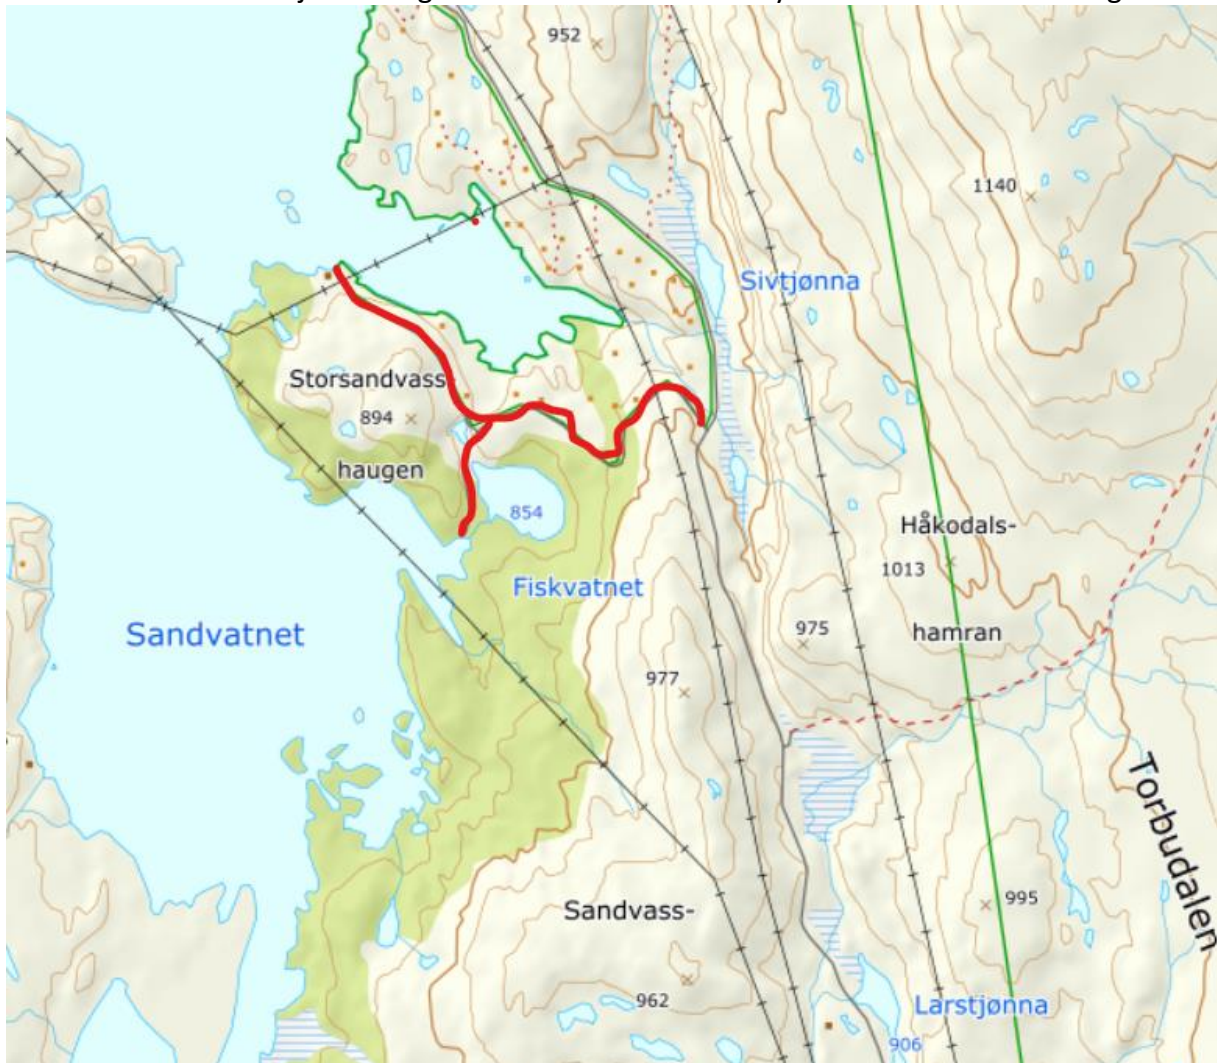 952
1140
Sivtjønna
Storsandvass-
894
haugen
854
Håkodals-
1013
Fiskvatnet
Sandvatnet
975
hamran
977
Torbudalen
995
Sandvass-
962
Larstjønna
906